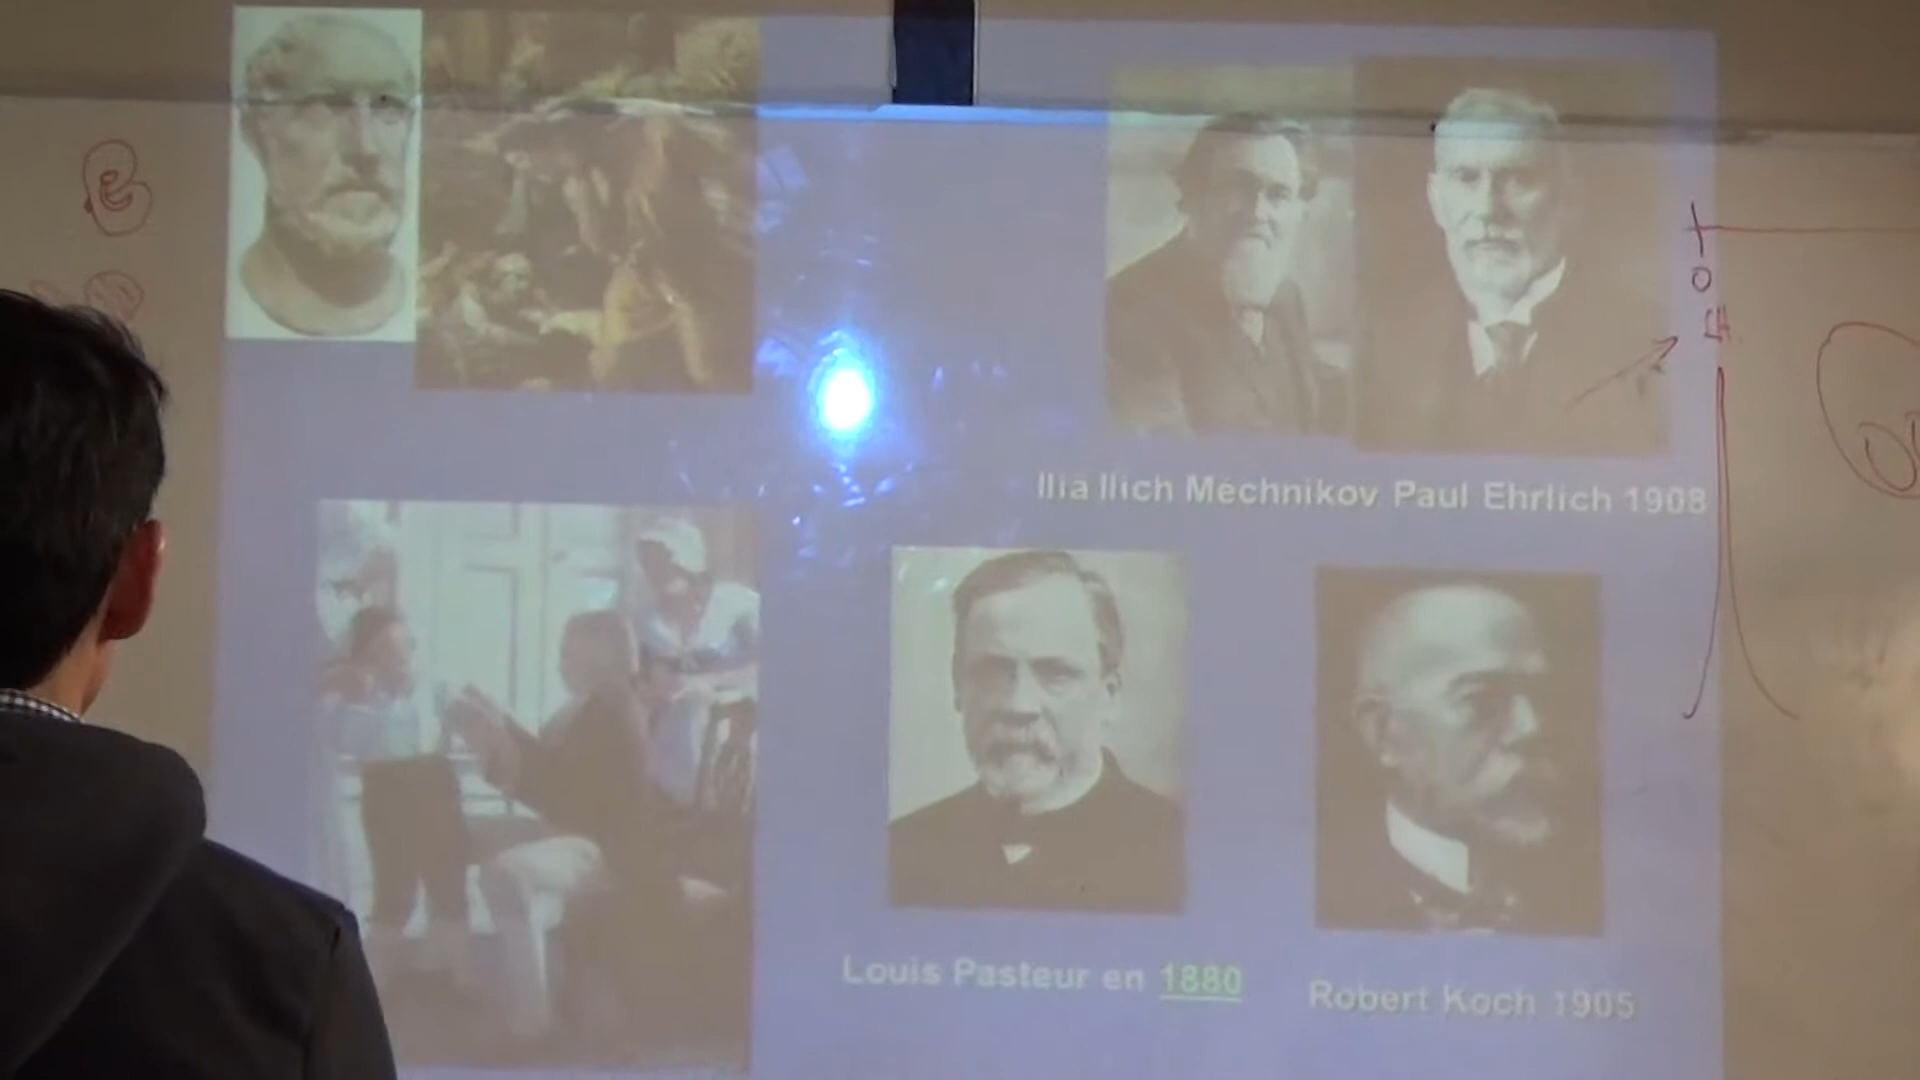 Ilia Ilich Mechnikov Paul Ehrlich 1908
Louis Pasteur en 1880
Robert Koch 1905